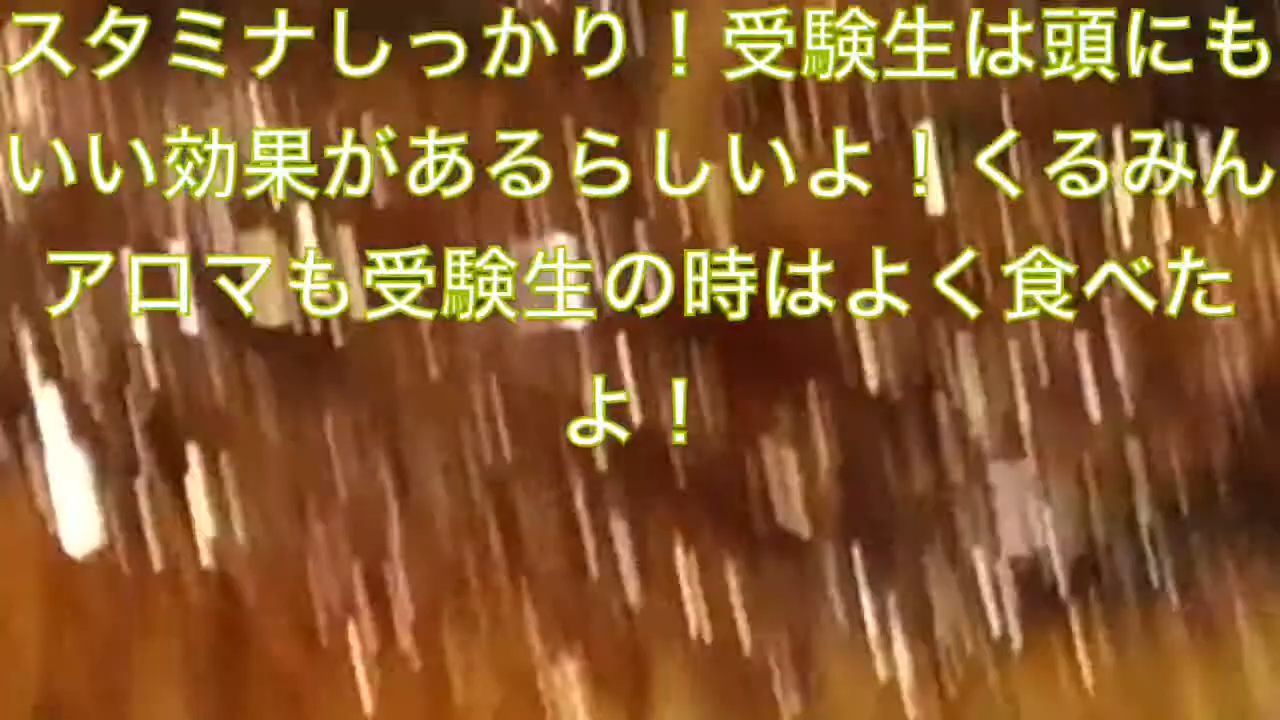 スタミナしっかり！受験生は頭にも
いい効果があるらしいよ！くるみん
アロマも受験生の時はよく食べた
よ！